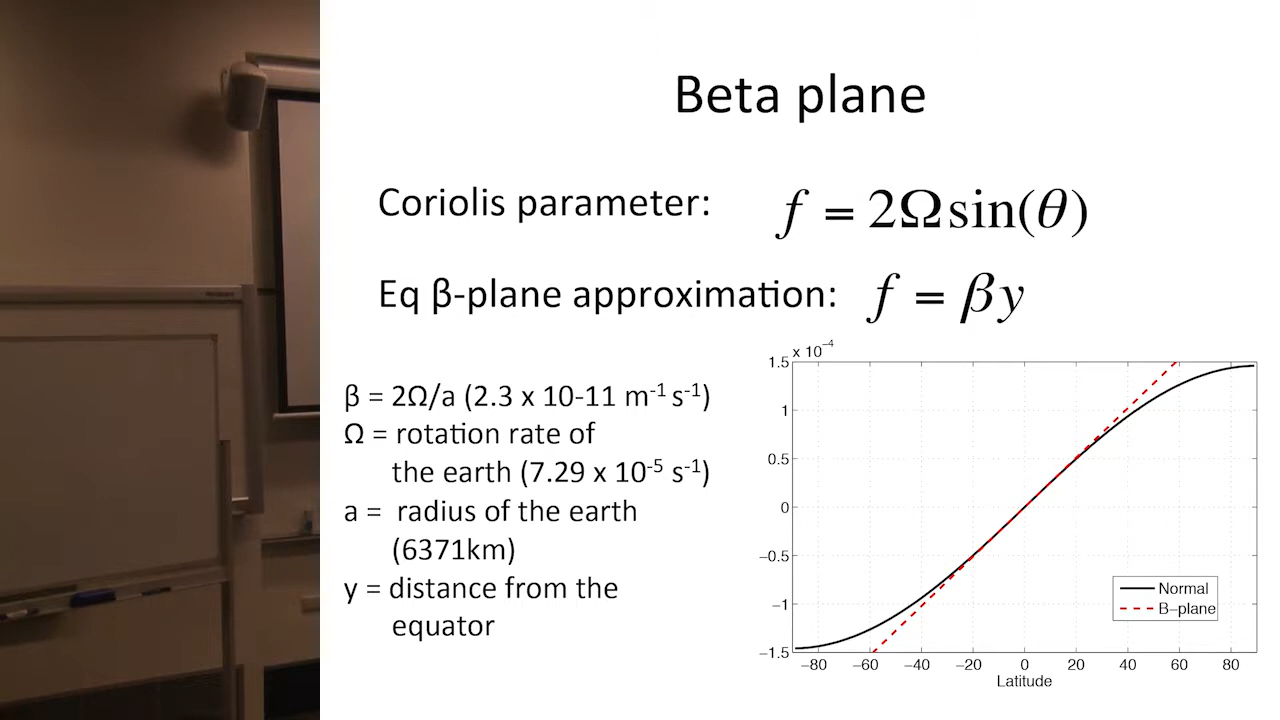 Beta plane
Coriolis parameter: f = 2Ωsin(θ)
Eq β-plane approximation: f = βy
β = 2Ω/a (2.3 x 10-11 m⁻¹ s⁻¹)
Ω = rotation rate of
the earth (7.29 x 10⁻⁵ s⁻¹)
a = radius of the earth
(6371km)
y = distance from the
equator
x 10⁻⁴
1.5
1
0.5
0
−0.5
−1
−1.5
−80 −60 −40 −20 0 20 40 60 80
Latitude
Normal
B−plane